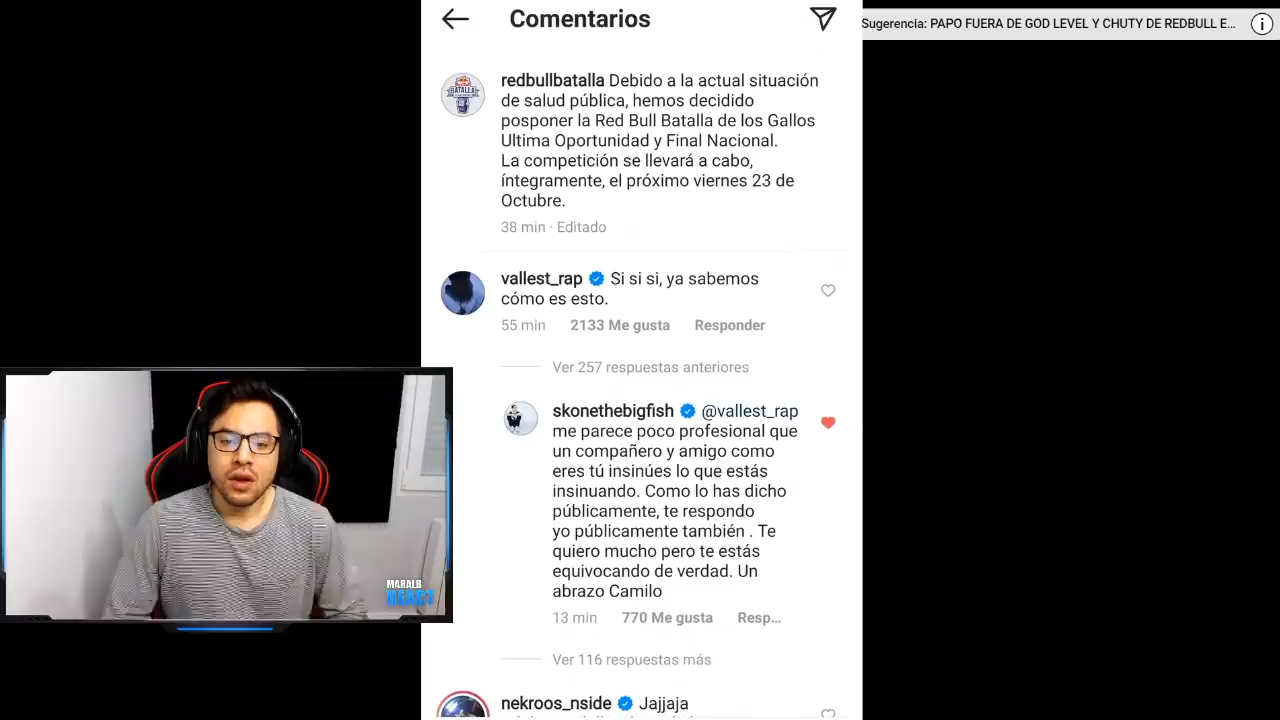 Comentarios
Sugerencia: PAPO FUERA DE GOD LEVEL Y CHUTY DE REDBULL E...
redbullbatalla Debido a la actual situación
de salud pública, hemos decidido
posponer la Red Bull Batalla de los Gallos
Ultima Oportunidad y Final Nacional.
La competición se llevará a cabo,
íntegramente, el próximo viernes 23 de
Octubre.
38 min · Editado
BATALLA
vallest_rap Si si si, ya sabemos
cómo es esto.
55 min 2133 Me gusta Responder
Ver 257 respuestas anteriores
skonethebigfish @vallest_rap
me parece poco profesional que
un compañero y amigo como
eres tú insinúes lo que estás
insinuando. Como lo has dicho
públicamente, te respondo
yo públicamente también . Te
quiero mucho pero te estás
equivocando de verdad. Un
abrazo Camilo
13 min 770 Me gusta Resp...
Ver 116 respuestas más
nekroos_nside Jajjaja
MARALB
REACT